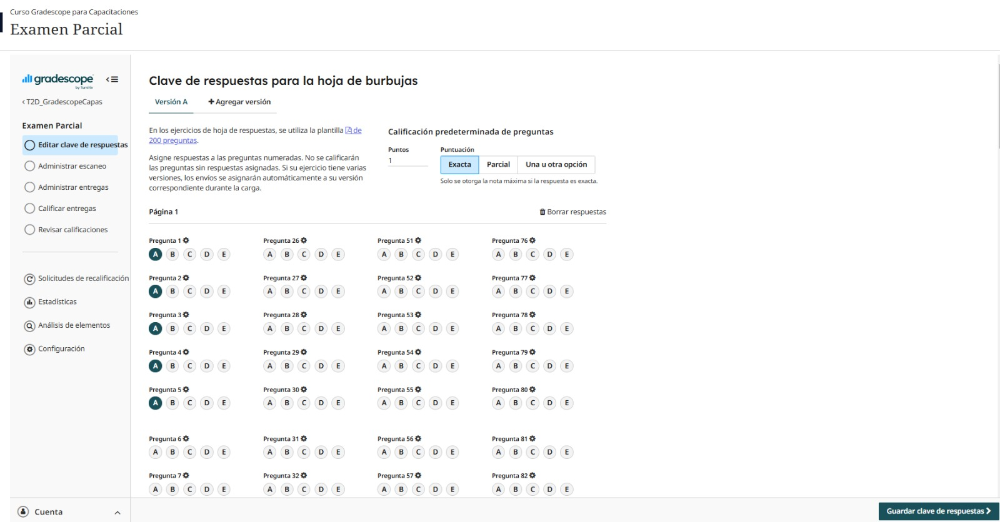 Curso Gradescope para Capacitaciones
Examen Parcial
gradescope
by Turnitin
T2D_GradescopeCapas
Examen Parcial
Editar clave de respuestas
Administrar escaneo
Administrar entregas
Calificar entregas
Revisar calificaciones
Solicitudes de recalificación
Estadísticas
Análisis de elementos
Configuración
Cuenta
Clave de respuestas para la hoja de burbujas
Versión A + Agregar versión
En los ejercicios de hoja de respuestas, se utiliza la plantilla de
200 preguntas.
Asigne respuestas a las preguntas numeradas. No se calificarán
las preguntas sin respuestas asignadas. Si su ejercicio tiene varias
versiones, los envíos se asignarán automáticamente a su versión
correspondiente durante la carga.
Calificación predeterminada de preguntas
Puntos Puntuación
1 Exacta Parcial Una u otra opción
Solo se otorga la nota máxima si la respuesta es exacta.
Página 1 Borrar respuestas
Pregunta 1 Pregunta 26 Pregunta 51 Pregunta 76
A B C D E A B C D E A B C D E A B C D E
Pregunta 2 Pregunta 27 Pregunta 52 Pregunta 77
A B C D E A B C D E A B C D E A B C D E
Pregunta 3 Pregunta 28 Pregunta 53 Pregunta 78
A B C D E A B C D E A B C D E A B C D E
Pregunta 4 Pregunta 29 Pregunta 54 Pregunta 79
A B C D E A B C D E A B C D E A B C D E
Pregunta 5 Pregunta 30 Pregunta 55 Pregunta 80
A B C D E A B C D E A B C D E A B C D E
Pregunta 6 Pregunta 31 Pregunta 56 Pregunta 81
A B C D E A B C D E A B C D E A B C D E
Pregunta 7 Pregunta 32 Pregunta 57 Pregunta 82
A B C D E A B C D E A B C D E A B C D E
Guardar clave de respuestas